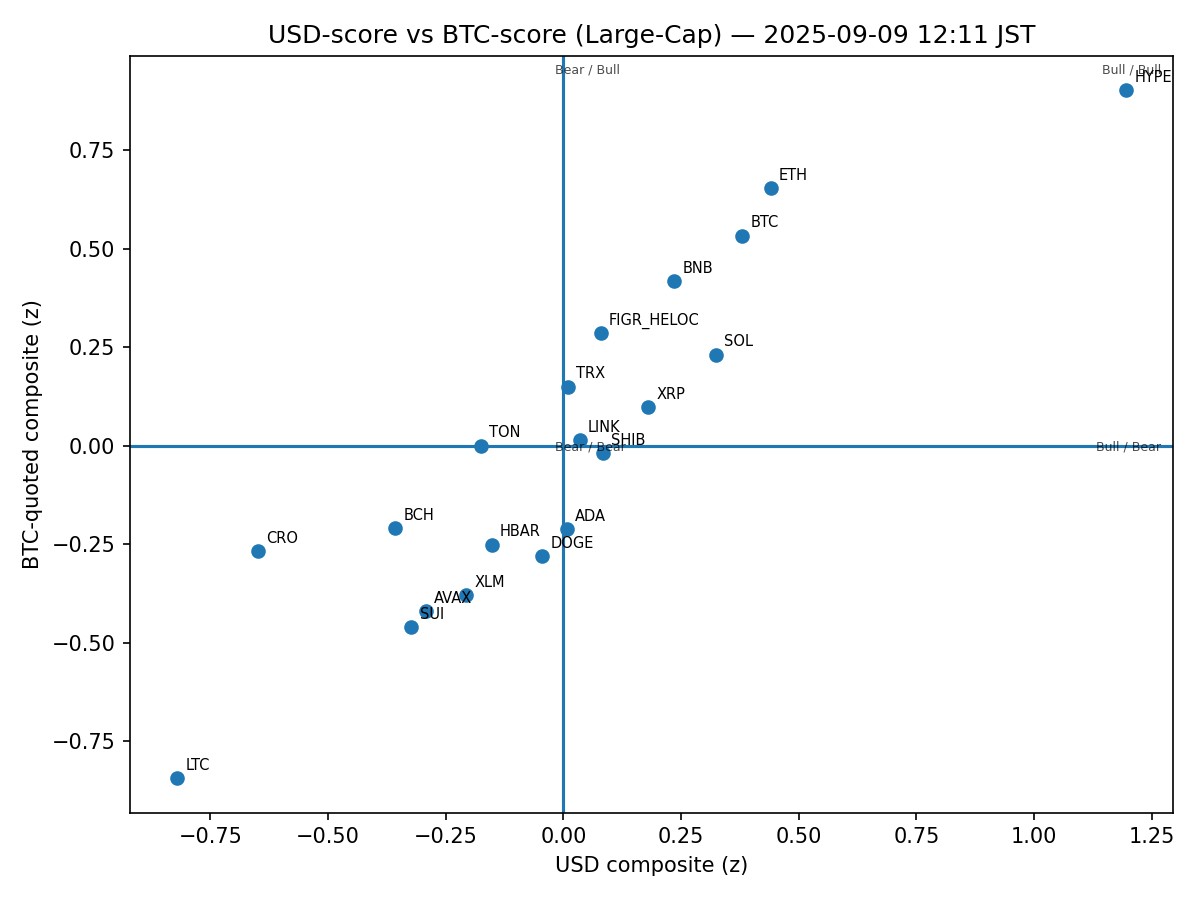 USD-score vs BTC-score (Large-Cap) — 2025-09-09 12:11 JST
Bear / Bull
Bull / Bull
HYPE
0.75
ETH
BTC
0.50
BNB
FIGR_HELOC
0.25
SOL
TRX
XRP
LINK
TON
SHIB
0.00
Bear / Bear
Bull / Bear
BCH
ADA
HBAR
CRO
DOGE
−0.25
XLM
AVAX
SUI
−0.50
−0.75
LTC
BTC-quoted composite (z)
−0.75
−0.50
−0.25
0.00
0.25
0.50
0.75
1.00
1.25
USD composite (z)